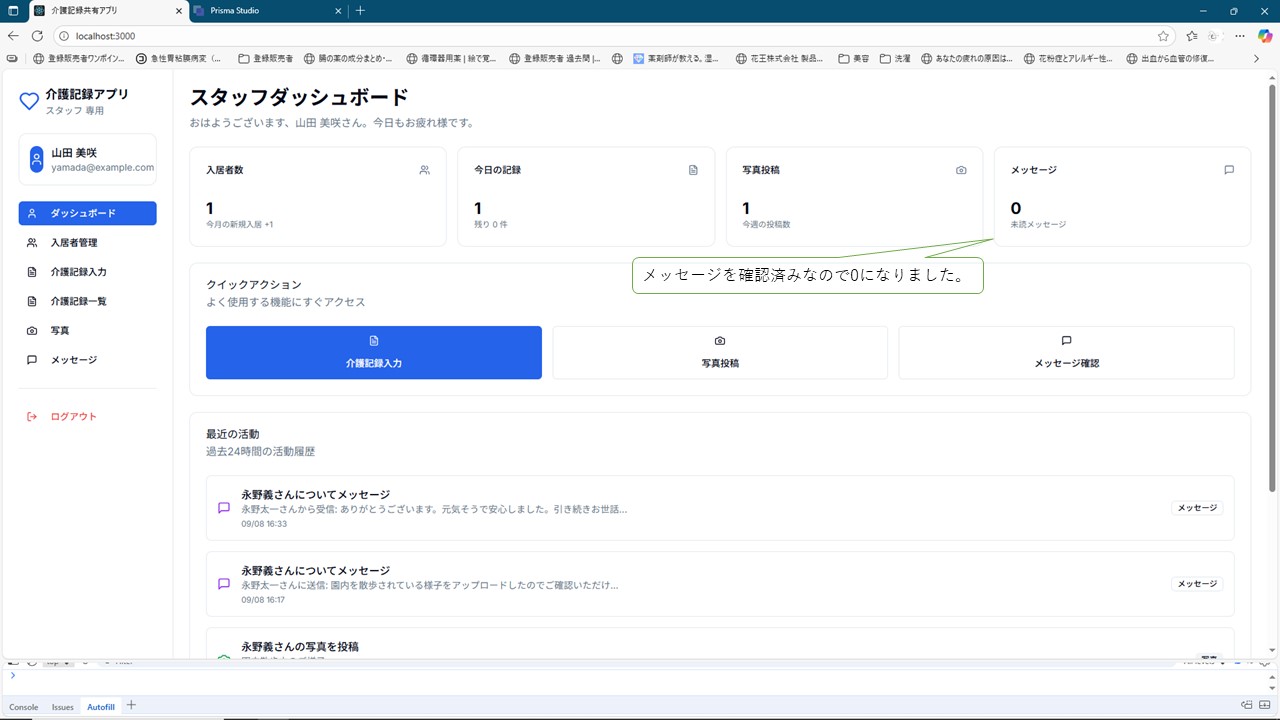 介護記録共有アプリ
Prisma Studio
localhost:3000
登録販売者ワンポイン...
急性胃粘膜病変（...
登録販売者
腸の薬の成分まとめ-...
循環器用薬 | 絵で覚...
登録販売者 過去問 |...
薬剤師が教える。湿...
花王株式会社 製品...
美容
洗濯
あなたの疲れの原因は...
花粉症とアレルギー性...
出血から血管の修復...
介護記録アプリ
スタッフ 専用
山田 美咲
yamada@example.com
ダッシュボード
入居者管理
介護記録入力
介護記録一覧
写真
メッセージ
ログアウト
スタッフダッシュボード
おはようございます、山田 美咲さん。今日もお疲れ様です。
入居者数
1
今月の新規入居 +1
今日の記録
1
残り 0 件
写真投稿
1
今週の投稿数
メッセージ
0
未読メッセージ
メッセージを確認済みなので0になりました。
クイックアクション
よく使用する機能にすぐアクセス
介護記録入力
写真投稿
メッセージ確認
最近の活動
過去24時間の活動履歴
永野義さんについてメッセージ
永野太一さんから受信: ありがとうございます。元気そうで安心しました。引き続きお世話...
09/08 16:33
メッセージ
永野義さんについてメッセージ
永野太一さんに送信: 園内を散歩されている様子をアップロードしたのでご確認いただけ...
09/08 16:17
メッセージ
永野義さんの写真を投稿
Console
Issues
Autofill